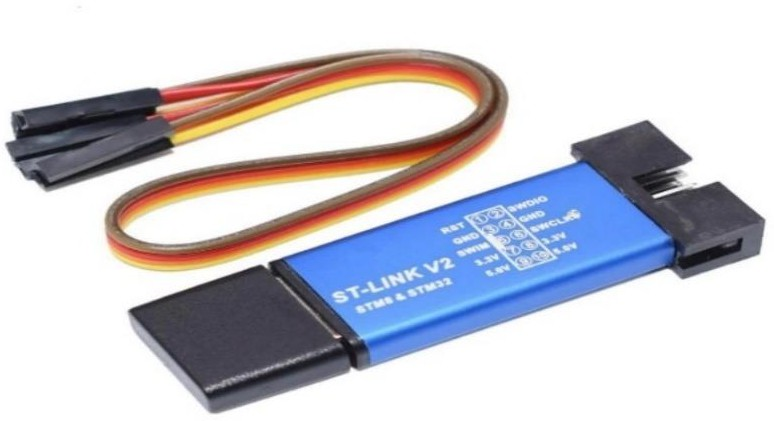 RST ① ② SWDIO
GND ③ ④ GND
SWIM ⑤ ⑥ SWCLK
3.3V ⑦ ⑧ 3.3V
5.0V ⑨ ⑩ 5.0V
ST-LINK V2
STM8 & STM32